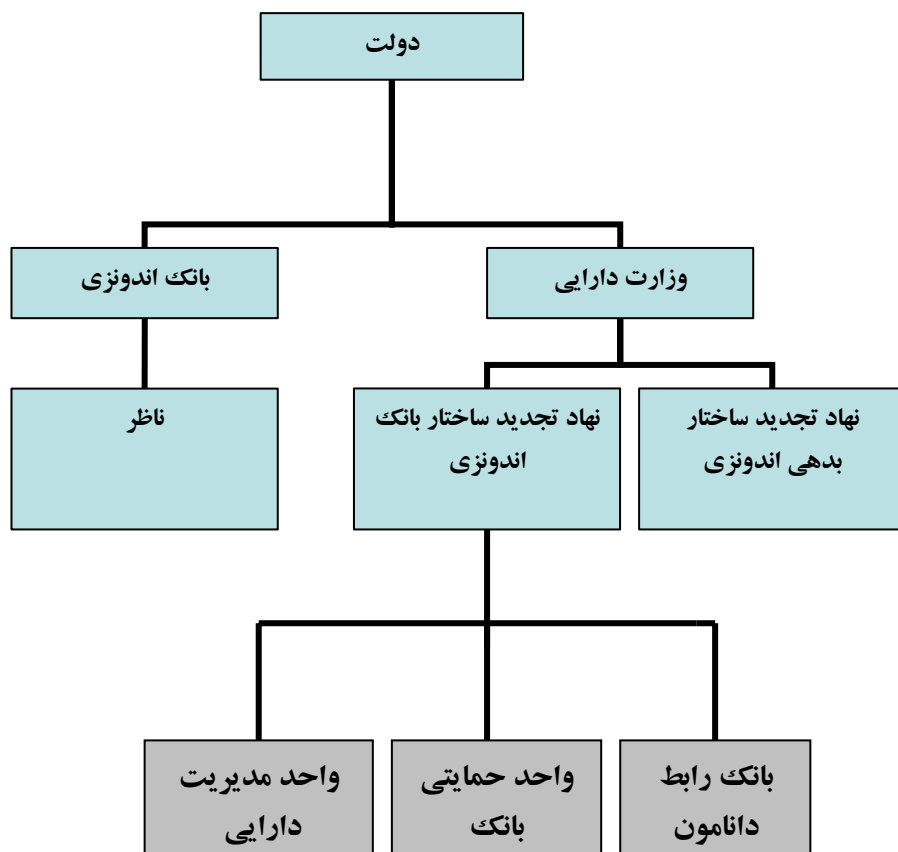 دولت
وزارت دارایی
بانک اندونزی
نهاد تجدید ساختار
بدهی اندونزی
نهاد تجدید ساختار بانک
اندونزی
ناظر
بانک رابط
دانامون
واحد حمایتی
بانک
واحد مدیریت
دارایی